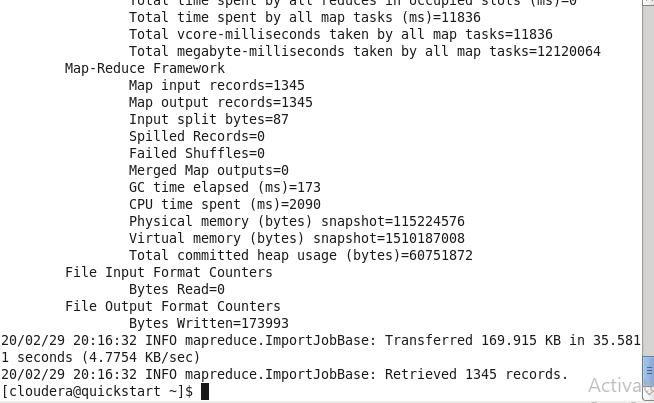 Total time spent by all reduces in occupied slots (ms)=0
Total time spent by all map tasks (ms)=11836
Total vcore-milliseconds taken by all map tasks=11836
Total megabyte-milliseconds taken by all map tasks=12120064
Map-Reduce Framework
Map input records=1345
Map output records=1345
Input split bytes=87
Spilled Records=0
Failed Shuffles=0
Merged Map outputs=0
GC time elapsed (ms)=173
CPU time spent (ms)=2090
Physical memory (bytes) snapshot=115224576
Virtual memory (bytes) snapshot=1510187008
Total committed heap usage (bytes)=60751872
File Input Format Counters
Bytes Read=0
File Output Format Counters
Bytes Written=173993
20/02/29 20:16:32 INFO mapreduce.ImportJobBase: Transferred 169.915 KB in 35.581
1 seconds (4.7754 KB/sec)
20/02/29 20:16:32 INFO mapreduce.ImportJobBase: Retrieved 1345 records.
[cloudera@quickstart ~]$
Activa